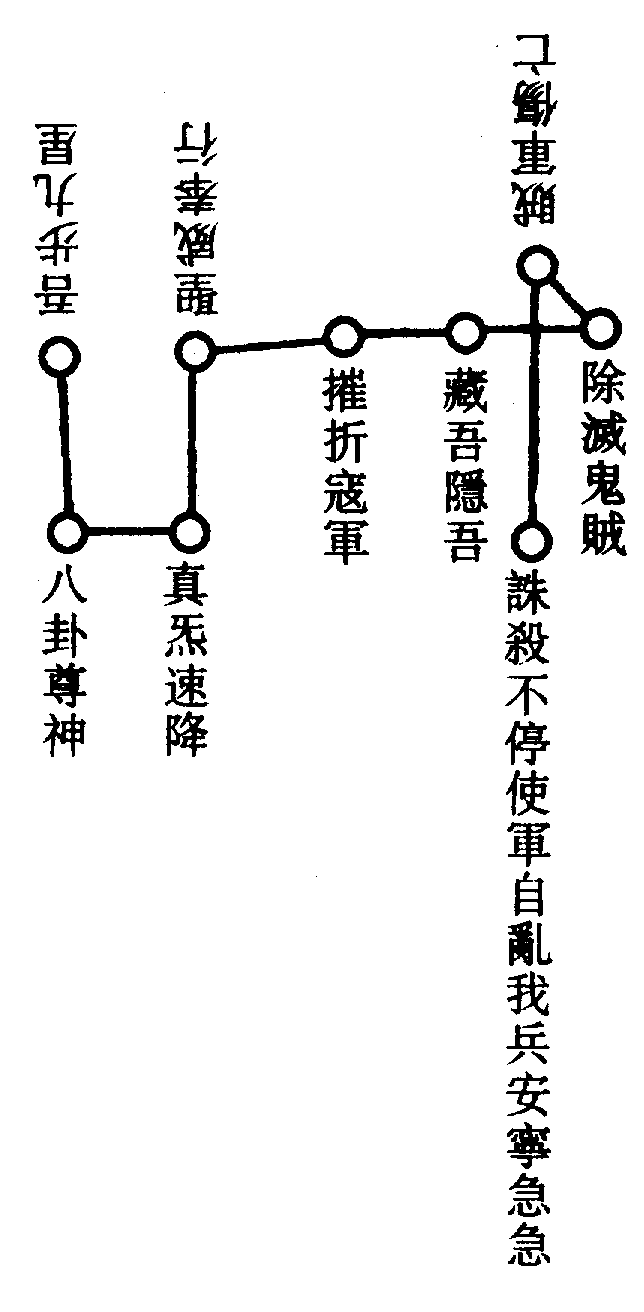 吾步九星
八卦尊神
真炁速降
聖威奉行
摧折寇軍
藏吾隱吾
除滅鬼賊
賊軍傷亡
誅殺不停使軍自亂我兵安寧急急